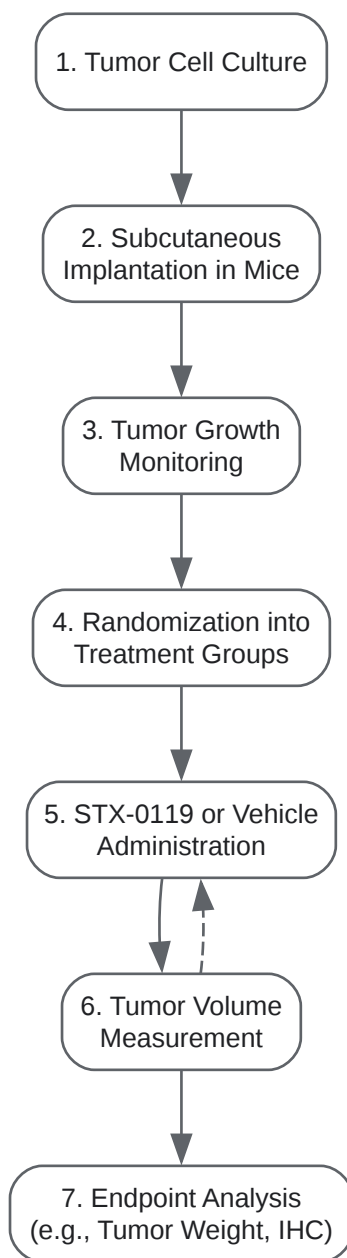 1. Tumor Cell Culture
2. Subcutaneous
Implantation in Mice
3. Tumor Growth
Monitoring
4. Randomization into
Treatment Groups
5. STX-0119 or Vehicle
Administration
6. Tumor Volume
Measurement
7. Endpoint Analysis
(e.g., Tumor Weight, IHC)